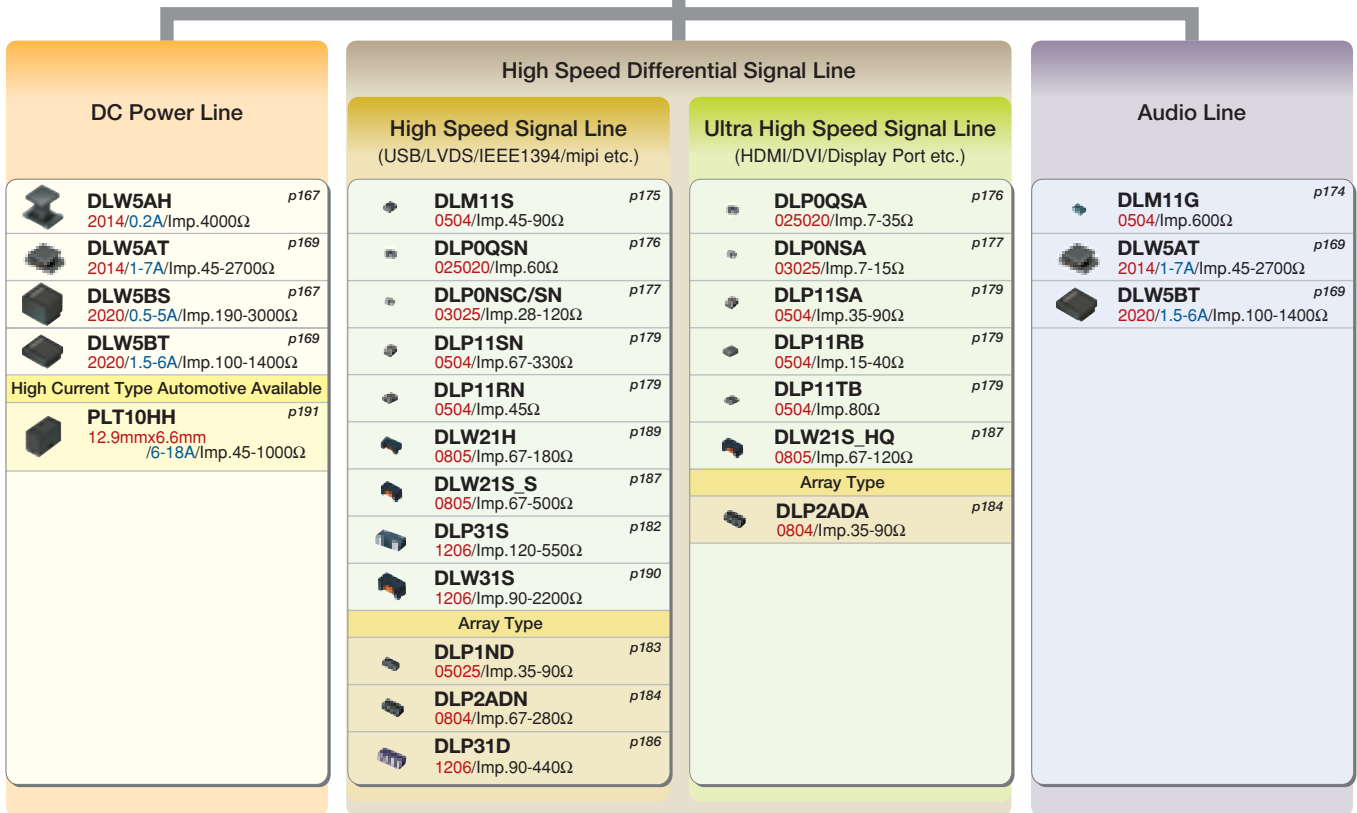 DC Power Line
DLW5AH p167
2014/0.2A/Imp.4000Ω
DLW5AT p169
2014/1-7A/Imp.45-2700Ω
DLW5BS p167
2020/0.5-5A/Imp.190-3000Ω
DLW5BT p169
2020/1.5-6A/Imp.100-1400Ω
High Current Type Automotive Available
PLT10HH p191
12.9mmx6.6mm
/6-18A/Imp.45-1000Ω
High Speed Differential Signal Line
High Speed Signal Line
(USB/LVDS/IEEE1394/mipi etc.)
DLM11S p175
0504/Imp.45-90Ω
DLP0QSN p176
025020/Imp.60Ω
DLP0NSC/SN p177
03025/Imp.28-120Ω
DLP11SN p179
0504/Imp.67-330Ω
DLP11RN p179
0504/Imp.45Ω
DLW21H p189
0805/Imp.67-180Ω
DLW21S_S p187
0805/Imp.67-500Ω
DLP31S p182
1206/Imp.120-550Ω
DLW31S p190
1206/Imp.90-2200Ω
Array Type
DLP1ND p183
05025/Imp.35-90Ω
DLP2ADN p184
0804/Imp.67-280Ω
DLP31D p186
1206/Imp.90-440Ω
Ultra High Speed Signal Line
(HDMI/DVI/Display Port etc.)
DLP0QSA p176
025020/Imp.7-35Ω
DLP0NSA p177
03025/Imp.7-15Ω
DLP11SA p179
0504/Imp.35-90Ω
DLP11RB p179
0504/Imp.15-40Ω
DLP11TB p179
0504/Imp.80Ω
DLW21S_HQ p187
0805/Imp.67-120Ω
Array Type
DLP2ADA p184
0804/Imp.35-90Ω
Audio Line
DLM11G p174
0504/Imp.600Ω
DLW5AT p169
2014/1-7A/Imp.45-2700Ω
DLW5BT p169
2020/1.5-6A/Imp.100-1400Ω